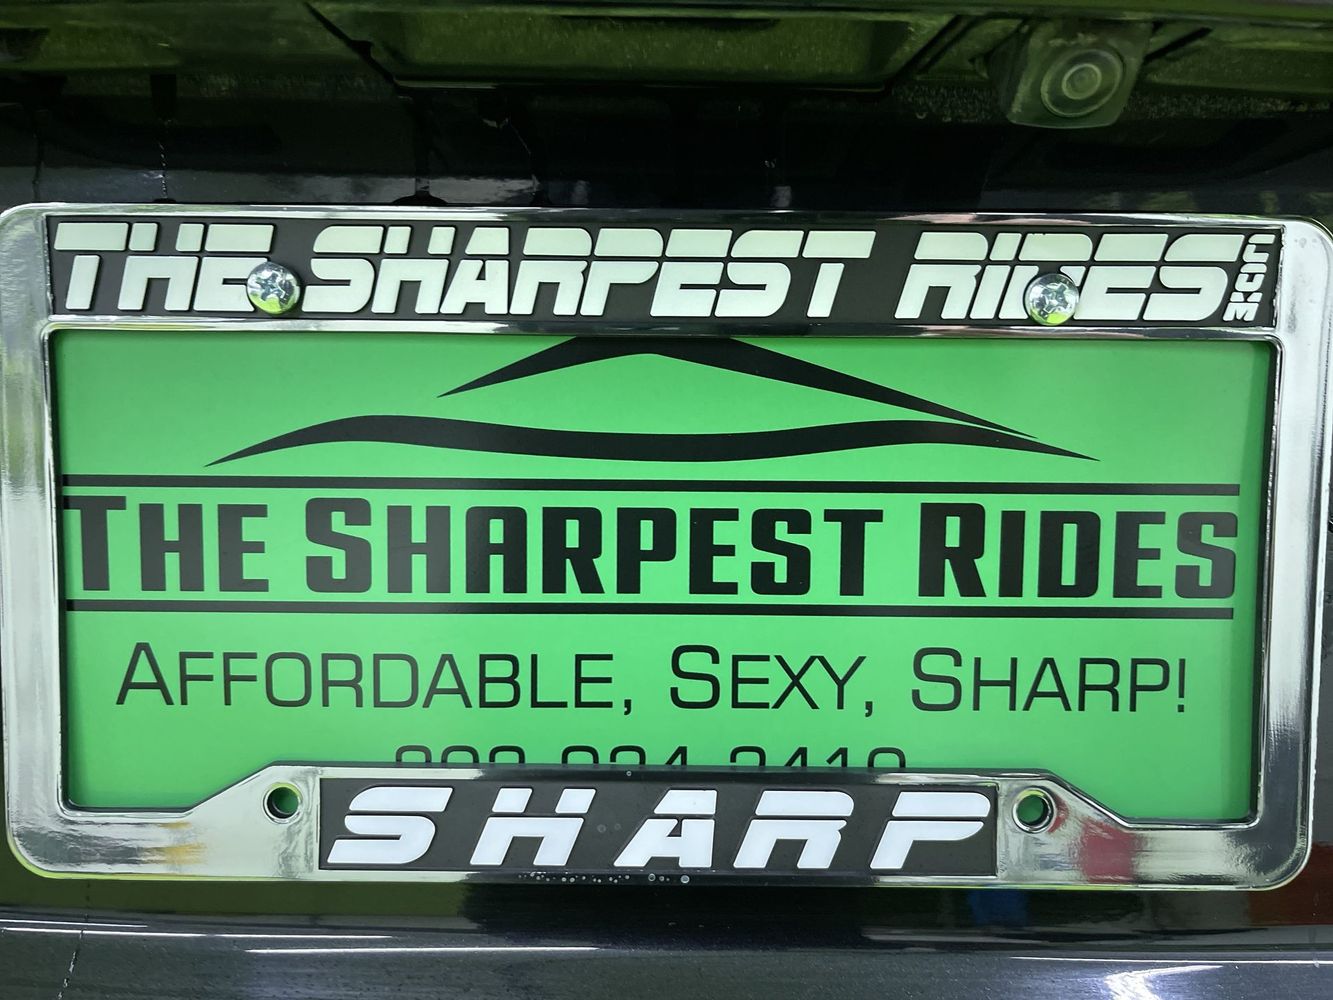 THE SHARPEST RIDES.COM
THE SHARPEST RIDES
AFFORDABLE, SEXY, SHARP!
SHARP